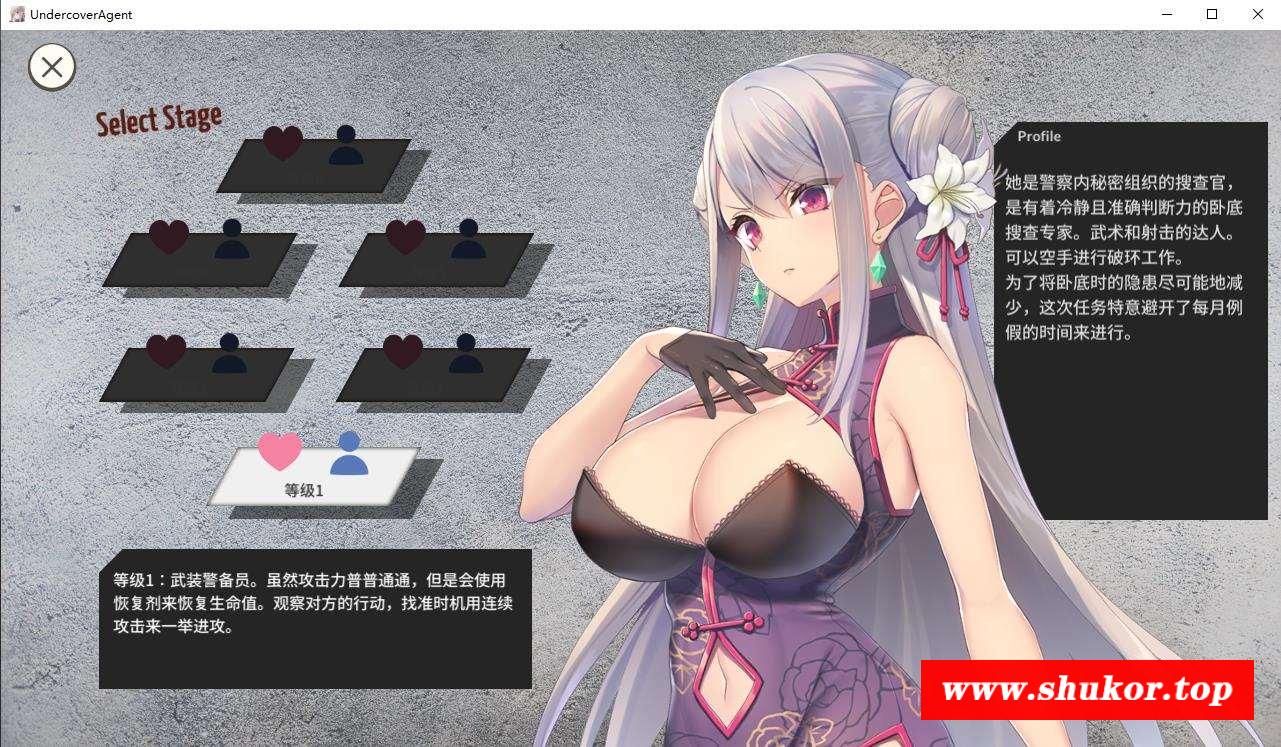 UndercoverAgent
Select Stage
Profile
她是警察内秘密组织的搜查官，
是有着冷静且准确判断力的卧底
搜查专家。武术和射击的达人。
可以空手进行破环工作。
为了将卧底时的隐患尽可能地减
少，这次任务特意避开了每月例
假的时间来进行。
等级1
等级1：武装警备员。虽然攻击力普普通通，但是会使用
恢复剂来恢复生命值。观察对方的行动，找准时机用连续
攻击来一举进攻。
www.shukor.top